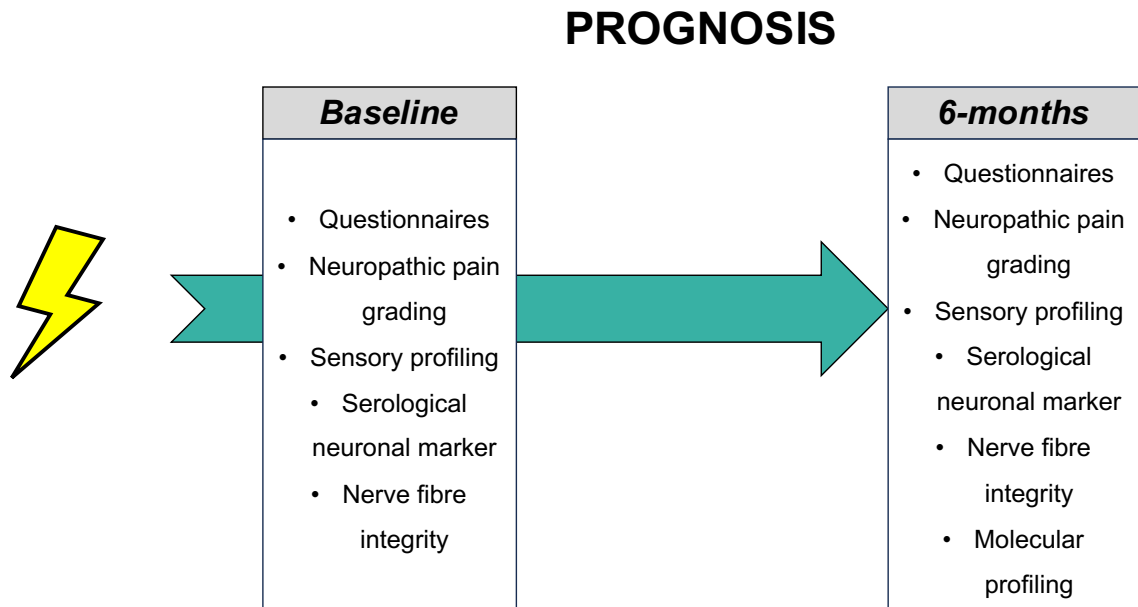 PROGNOSIS
Baseline
• Questionnaires
• Neuropathic pain
grading
• Sensory profiling
• Serological
neuronal marker
• Nerve fibre
integrity
6-months
• Questionnaires
• Neuropathic pain
grading
• Sensory profiling
• Serological
neuronal marker
• Nerve fibre
integrity
• Molecular
profiling